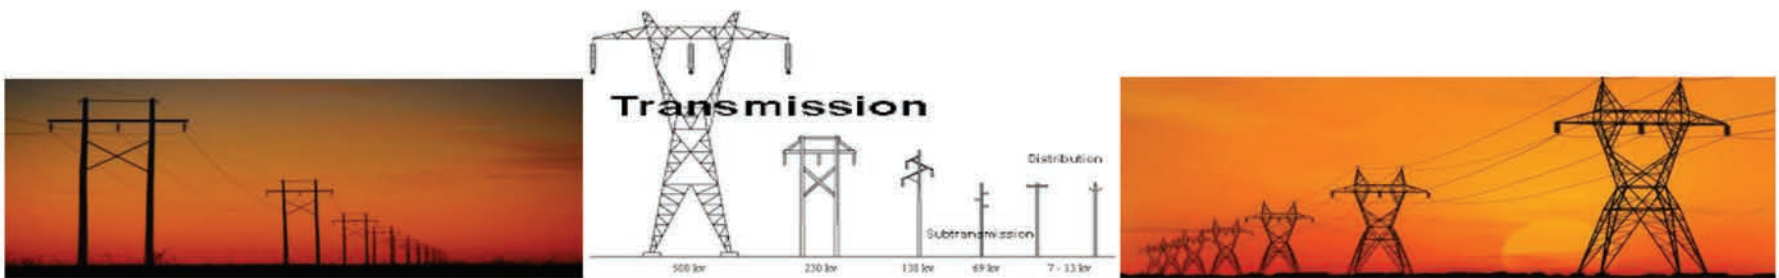 Transmission
Distribution
Subtransmission
500 kv 230 kv 138 kv 69 kv 7 - 13 kv